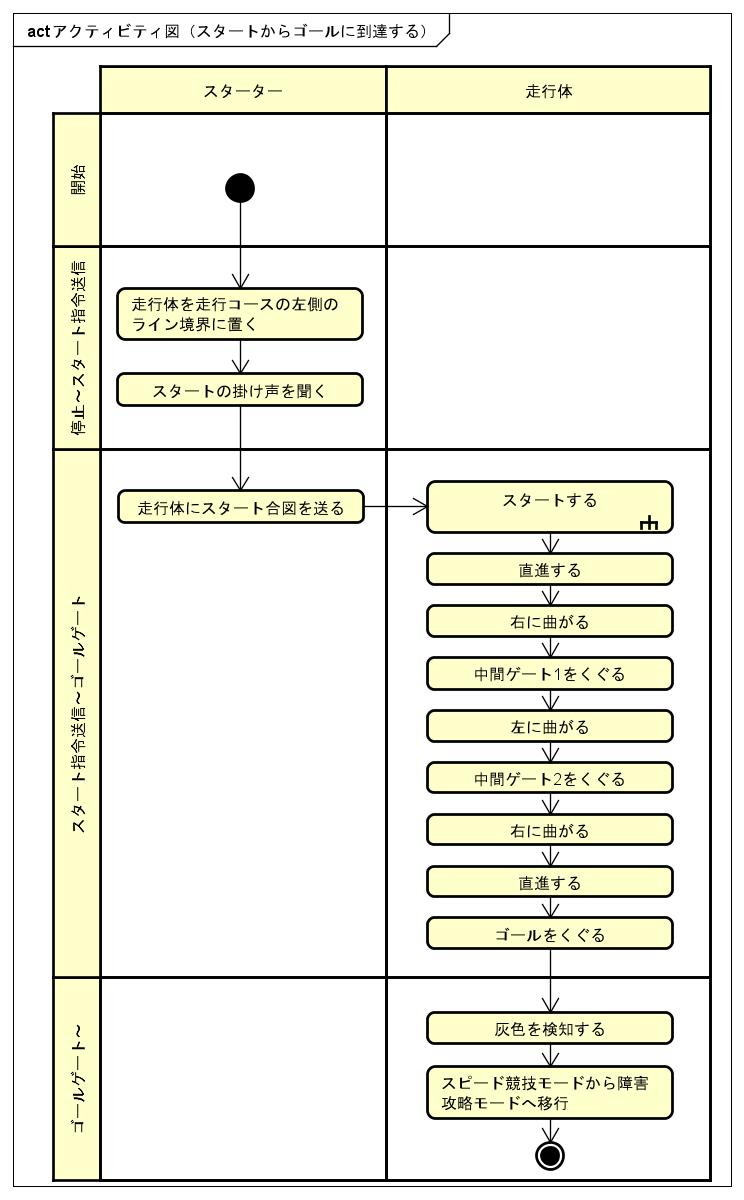 act アクティビティ図（スタートからゴールに到達する）
スターター
走行体
開始
停止～スタート指令送信
走行体を走行コースの左側の
ライン境界に置く
スタートの掛け声を聞く
スタート指令送信～ゴールゲート
走行体にスタート合図を送る
スタートする
直進する
右に曲がる
中間ゲート1をくぐる
左に曲がる
中間ゲート2をくぐる
右に曲がる
直進する
ゴールをくぐる
ゴールゲート～
灰色を検知する
スピード競技モードから障害
攻略モードへ移行